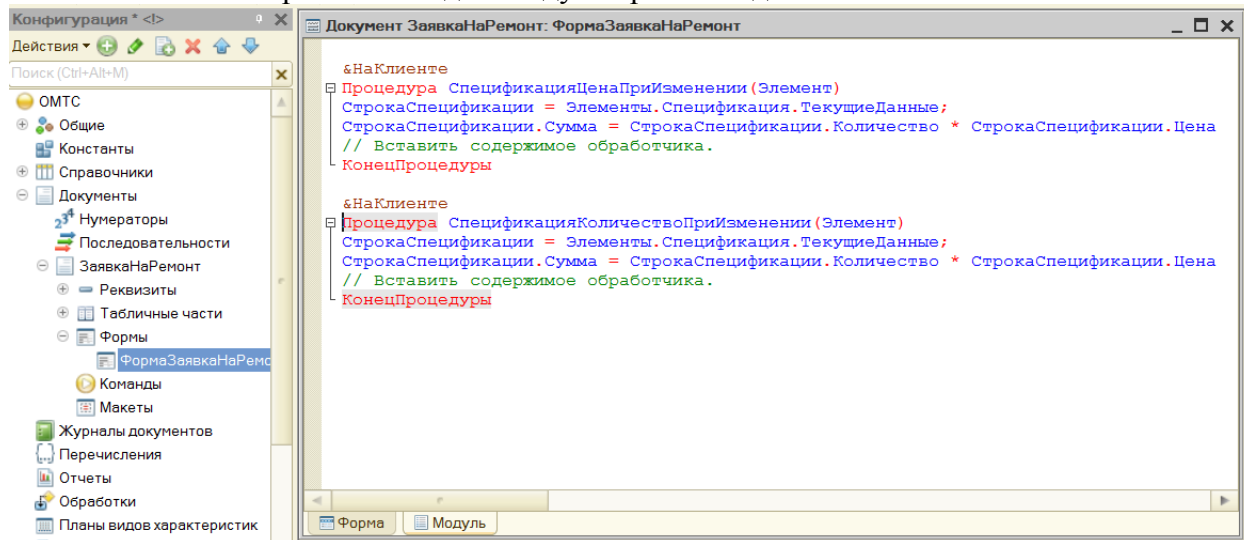 Конфигурация * <!>
Действия
Поиск (Ctrl+Alt+M)
ОМТС
Общие
Константы
Справочники
Документы
Нумераторы
Последовательности
ЗаявкаНаРемонт
Реквизиты
Табличные части
Формы
ФормаЗаявкаНаРемо
Команды
Макеты
Журналы документов
Перечисления
Отчеты
Обработки
Планы видов характеристик
Документ ЗаявкаНаРемонт: ФормаЗаявкаНаРемонт
&НаКлиенте
Процедура СпецификацияЦенаПриИзменении(Элемент)
СтрокаСпецификации = Элементы.Спецификация.ТекущиеДанные;
СтрокаСпецификации.Сумма = СтрокаСпецификации.Количество * СтрокаСпецификации.Цена
// Вставить содержимое обработчика.
КонецПроцедуры
&НаКлиенте
Процедура СпецификацияКоличествоПриИзменении(Элемент)
СтрокаСпецификации = Элементы.Спецификация.ТекущиеДанные;
СтрокаСпецификации.Сумма = СтрокаСпецификации.Количество * СтрокаСпецификации.Цена
// Вставить содержимое обработчика.
КонецПроцедуры
Форма
Модуль